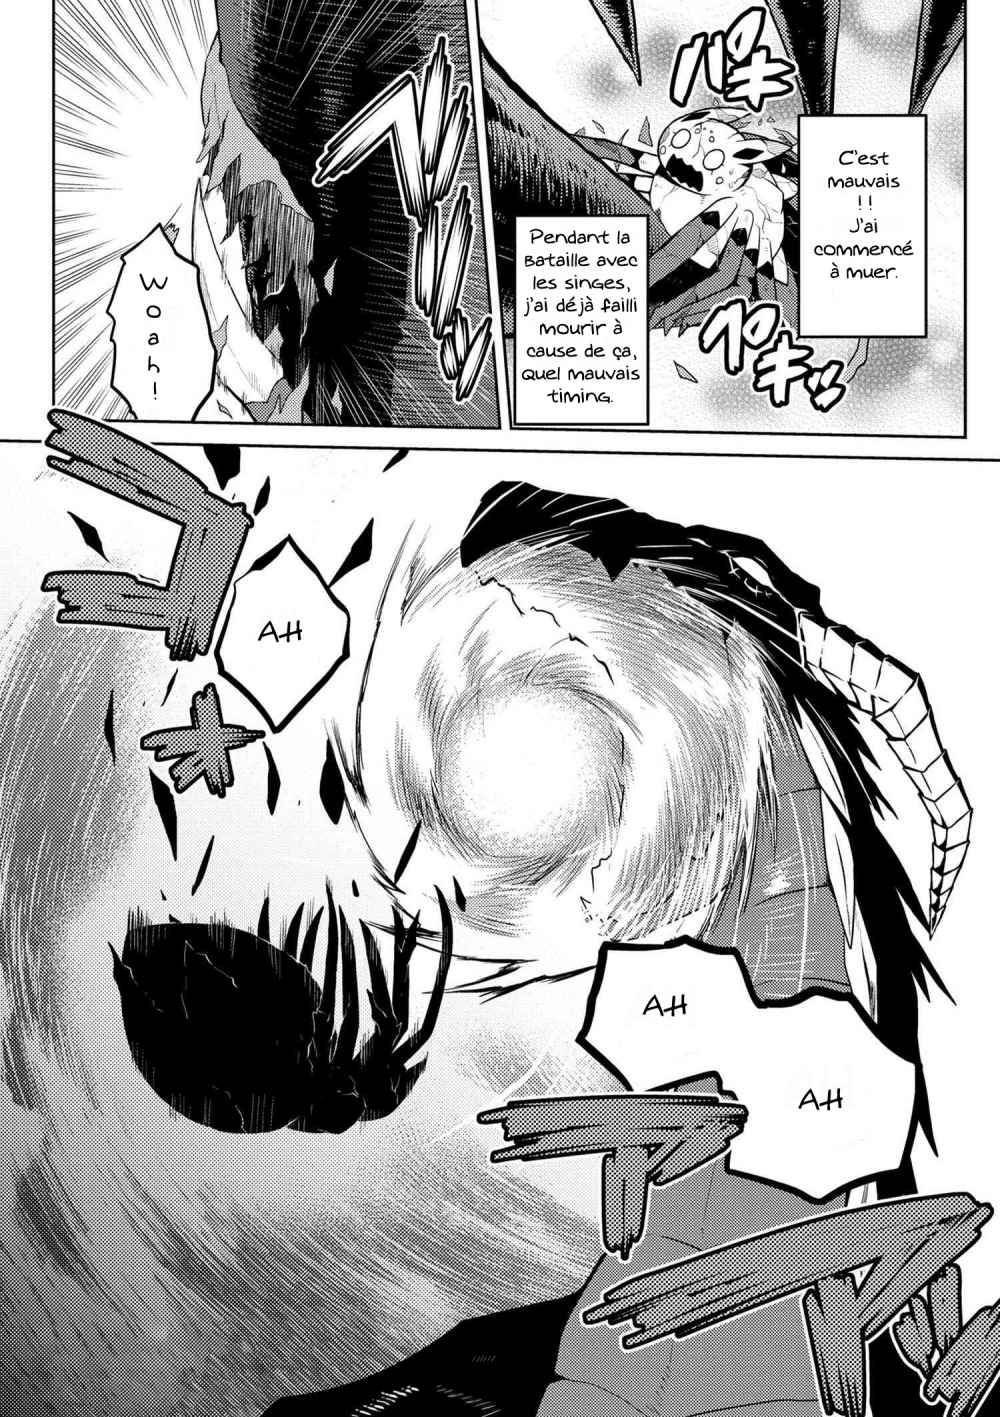 パキ
C'est
mauvais
!!
J'ai
commencé
à muer.
Pendant la
Bataille avec
les singes,
j'ai déjà failli
mourir à
cause de ça,
Quel mauvais
timing.
パキッ
Woah!
AH
AH
AH